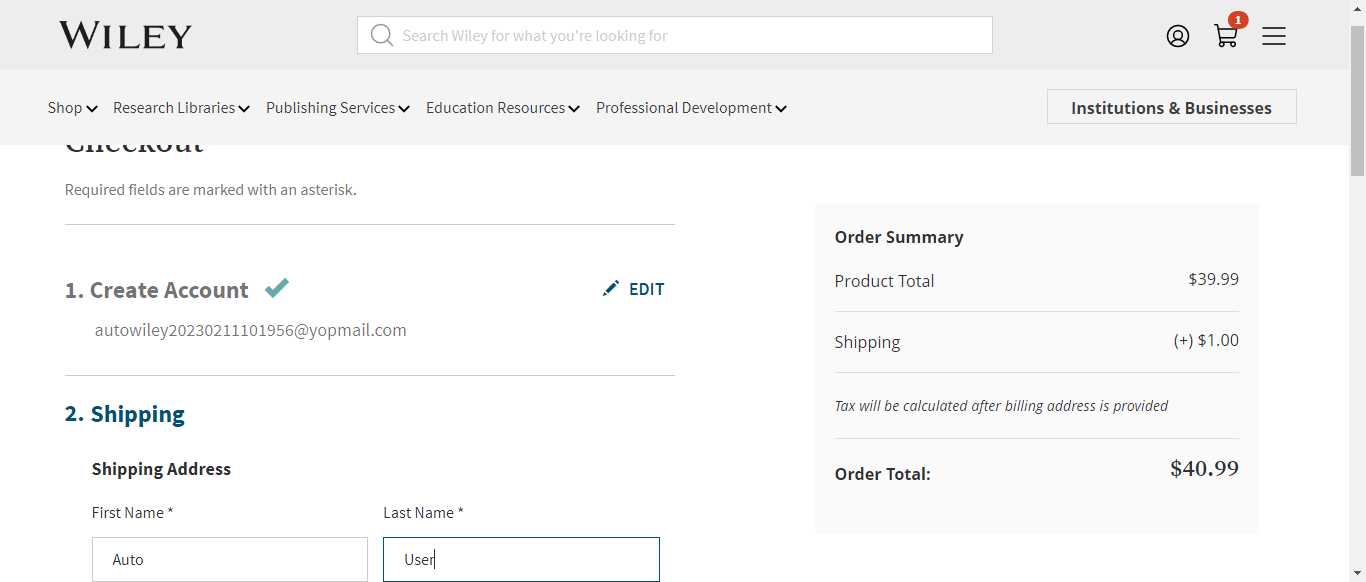 WILEY
Search Wiley for what you're looking for
1
Shop
Research Libraries
Publishing Services
Education Resources
Professional Development
Institutions & Businesses
Checkout
Required fields are marked with an asterisk.
1. Create Account
EDIT
autowiley20230211101956@yopmail.com
2. Shipping
Shipping Address
First Name *
Last Name *
Auto
User
Order Summary
Product Total
$39.99
Shipping
(+) $1.00
Tax will be calculated after billing address is provided
Order Total:
$40.99